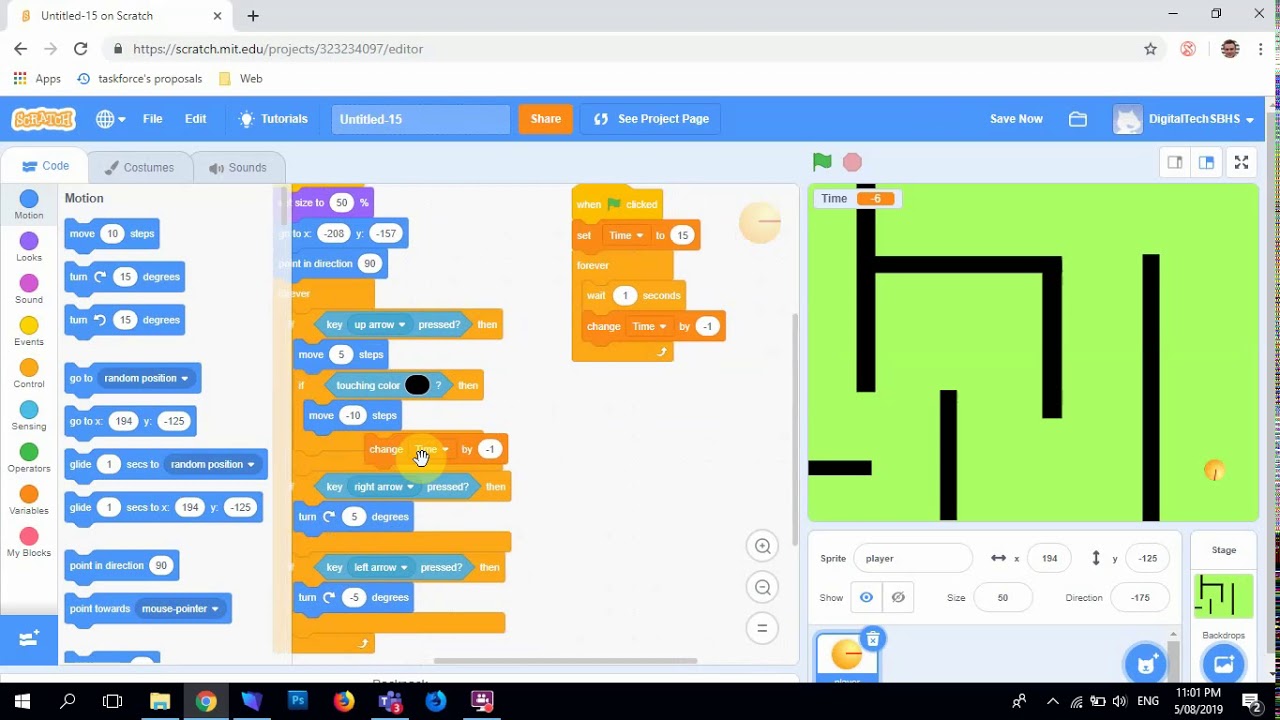 Untitled-15 on Scratch
https://scratch.mit.edu/projects/323234097/editor
Apps taskforce's proposals Web
SCRATCH File Edit Tutorials Untitled-15 Share See Project Page Save Now DigitalTechSBHS
Code Costumes Sounds
Motion
Looks
Sound
Events
Control
Sensing
Operators
Variables
My Blocks
Motion
move 10 steps
turn 15 degrees
turn 15 degrees
go to random position
go to x: 194 y: -125
glide 1 secs to random position
glide 1 secs to x: 194 y: -125
point in direction 90
point towards mouse-pointer
size to 50 %
to x: -208 y: -157
in direction 90
key up arrow pressed? then
move 5 steps
if touching color ? then
move -10 steps
change Time by -1
key right arrow pressed? then
turn 5 degrees
key left arrow pressed? then
turn -5 degrees
when clicked
set Time to 15
forever
wait 1 seconds
change Time by -1
Time -6
Sprite player x 194 y -125
Show Size 50 Direction -175
Stage
Backdrops
ENG
11:01 PM
5/08/2019
3
2